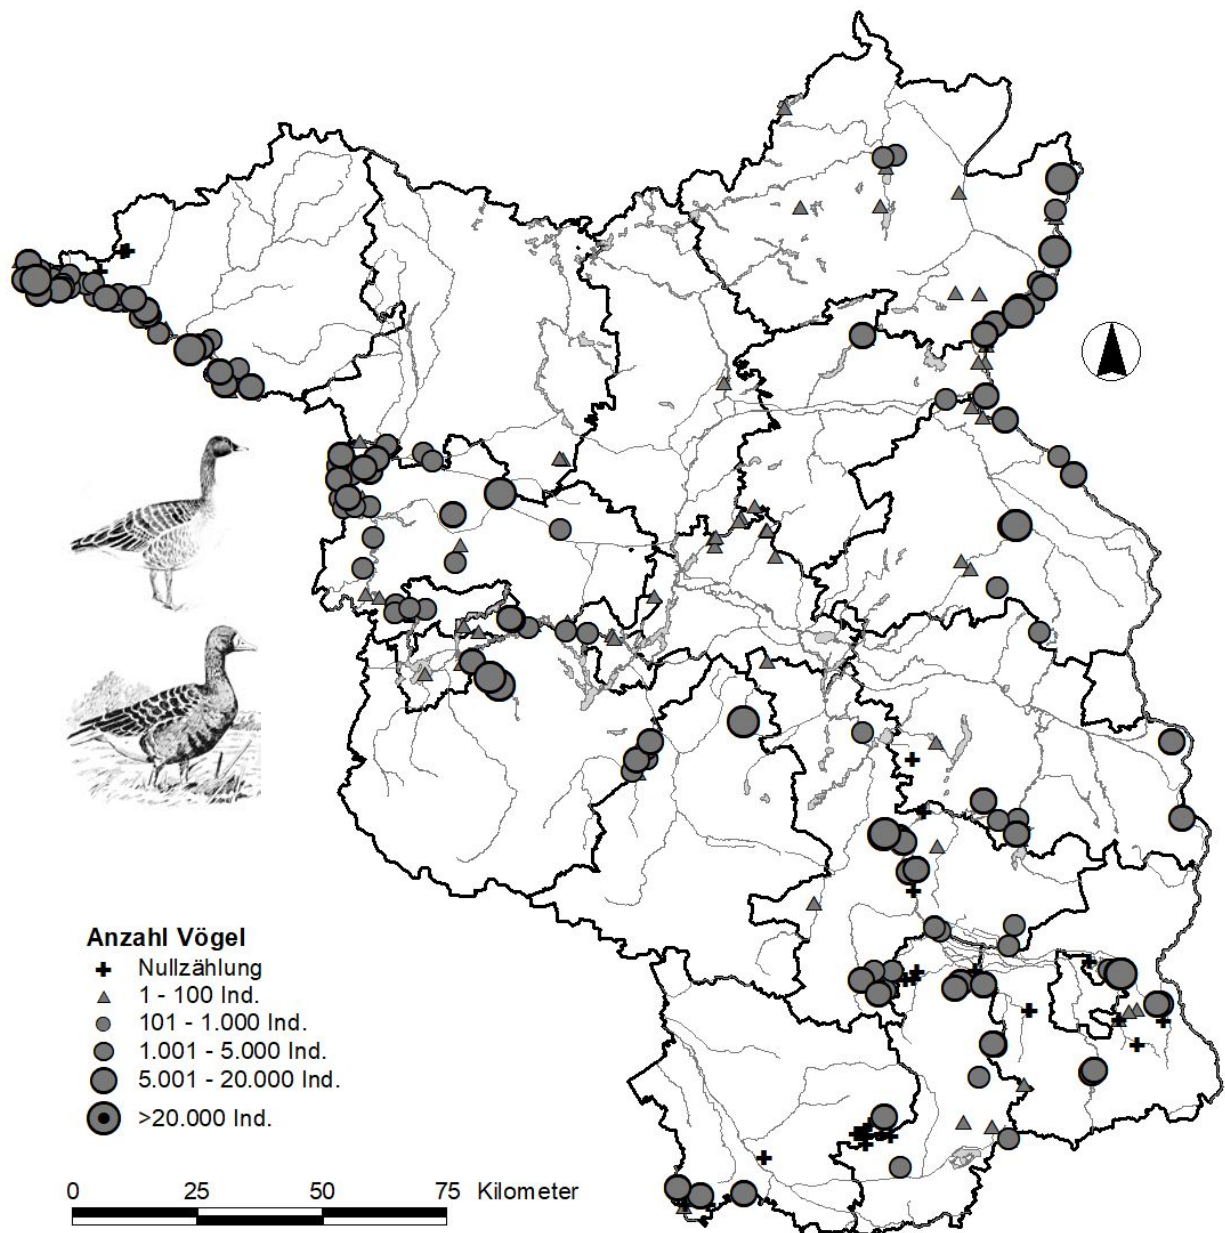 Anzahl Vögel
Nullzählung
1 - 100 Ind.
101 - 1.000 Ind.
1.001 - 5.000 Ind.
5.001 - 20.000 Ind.
>20.000 Ind.
0 25 50 75 Kilometer